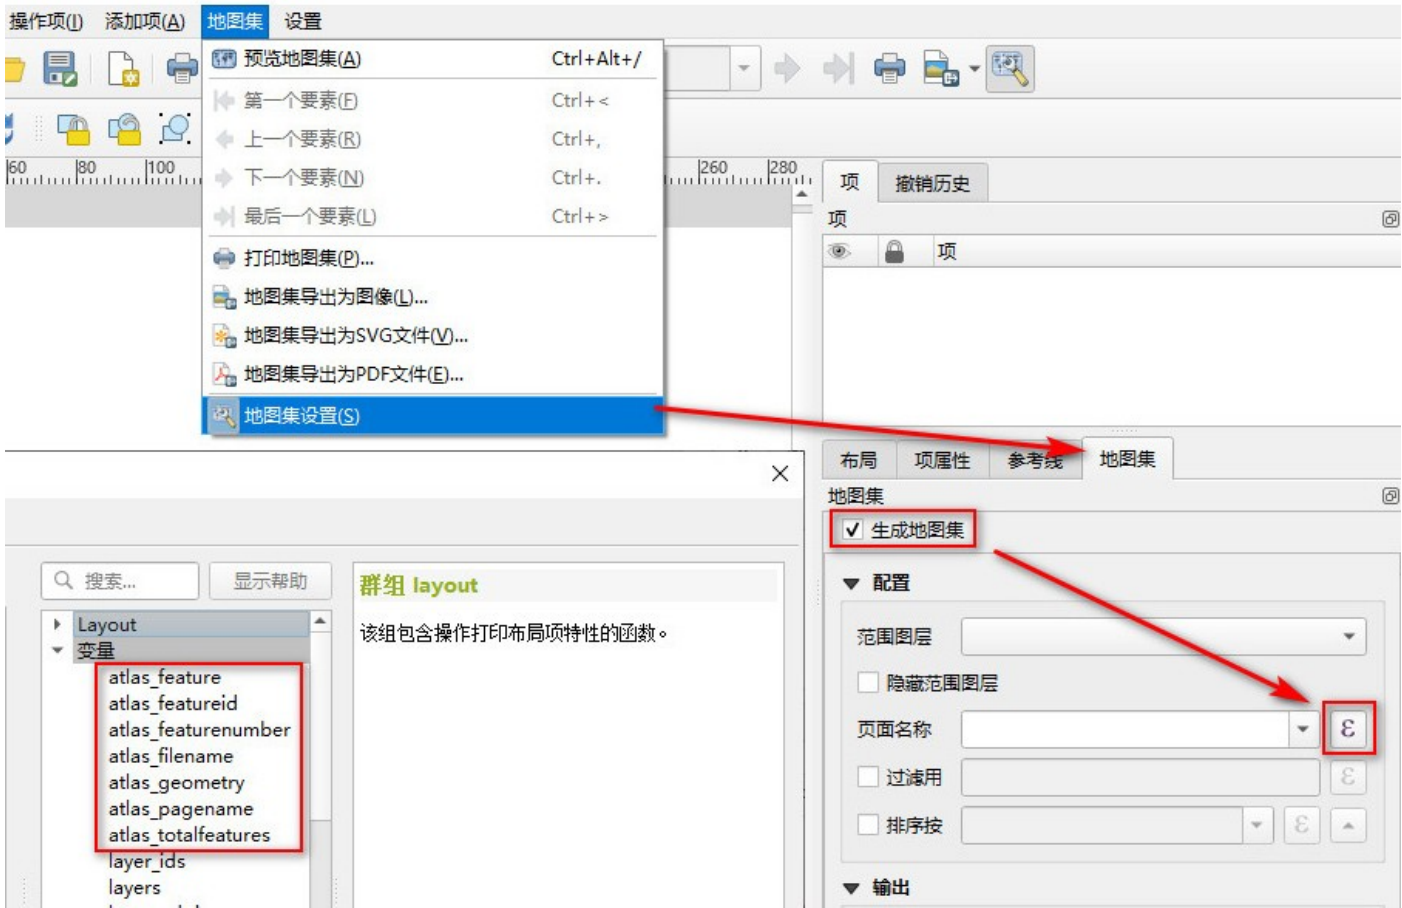 操作项(I) 添加项(A) 地图集 设置
预览地图集(A) Ctrl+Alt+/
第一个要素(F) Ctrl+<
上一个要素(R) Ctrl+,
下一个要素(N) Ctrl+.
最后一个要素(L) Ctrl+>
打印地图集(P)...
地图集导出为图像(L)...
地图集导出为SVG文件(V)...
地图集导出为PDF文件(E)...
地图集设置(S)
60 80 100 260 280
项 撤销历史
项
项
布局 项属性 参考线 地图集
地图集
生成地图集
配置
范围图层
隐藏范围图层
页面名称 ε
过滤用 ε
排序按 ε
输出
搜索... 显示帮助
Layout
变量
atlas_feature
atlas_featureid
atlas_featurenumber
atlas_filename
atlas_geometry
atlas_pagename
atlas_totalfeatures
layer_ids
layers
群组 layout
该组包含操作打印布局项特性的函数。